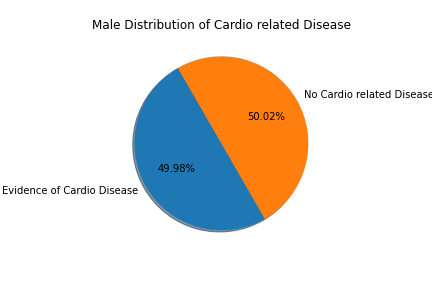 Male Distribution of Cardio related Disease
No Cardio related Disease
50.02%
49.98%
Evidence of Cardio Disease